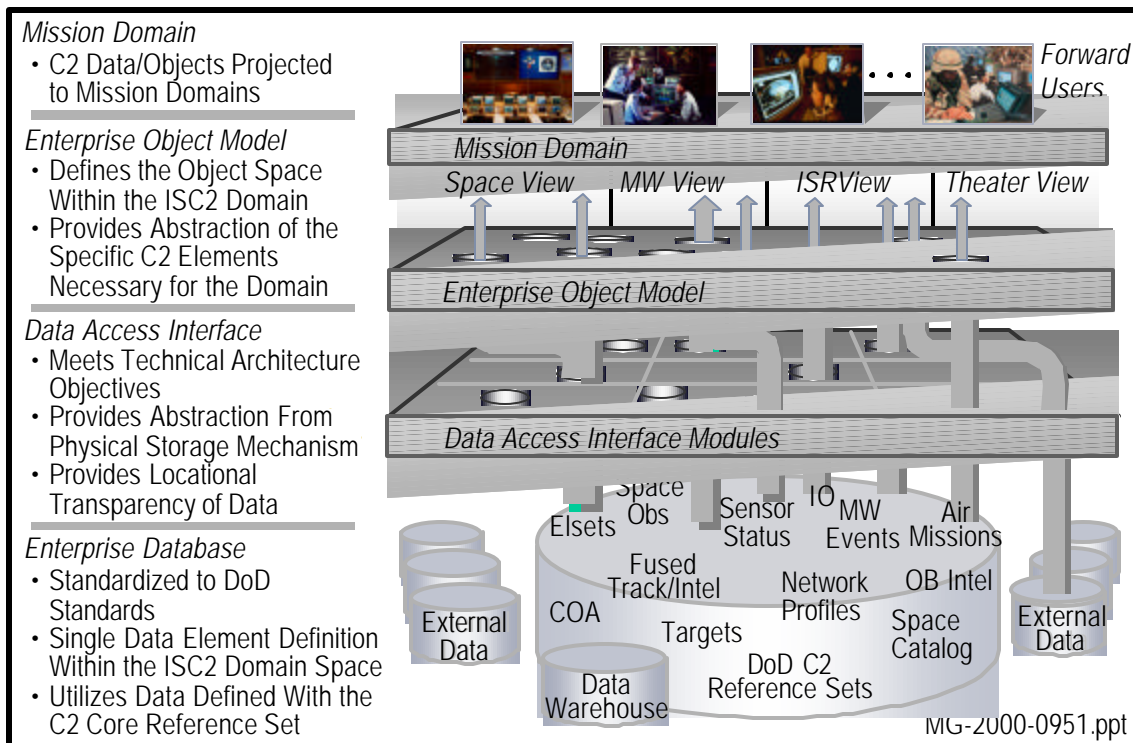 Mission Domain
• C2 Data/Objects Projected
to Mission Domains
Enterprise Object Model
• Defines the Object Space
Within the ISC2 Domain
• Provides Abstraction of the
Specific C2 Elements
Necessary for the Domain
Data Access Interface
• Meets Technical Architecture
Objectives
• Provides Abstraction From
Physical Storage Mechanism
• Provides Locational
Transparency of Data
Enterprise Database
• Standardized to DoD
Standards
• Single Data Element Definition
Within the ISC2 Domain Space
• Utilizes Data Defined With the
C2 Core Reference Set
...
Forward
Users
Mission Domain
Space View
MW View
ISRView
Theater View
Enterprise Object Model
Data Access Interface Modules
Elsets
Space
Obs
Sensor
Status
IO
MW
Events
Air
Missions
Fused
Track/Intel
Network
Profiles
OB Intel
COA
Targets
Space
Catalog
DoD C2
Reference Sets
External
Data
Data
Warehouse
External
Data
MG-2000-0951.ppt